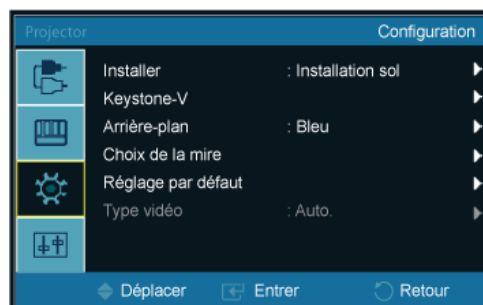 Projector Configuration
Installer : Installation sol
Keystone-V
Arrière-plan : Bleu
Choix de la mire
Réglage par défaut
Type vidéo : Auto.
Déplacer Entrer Retour